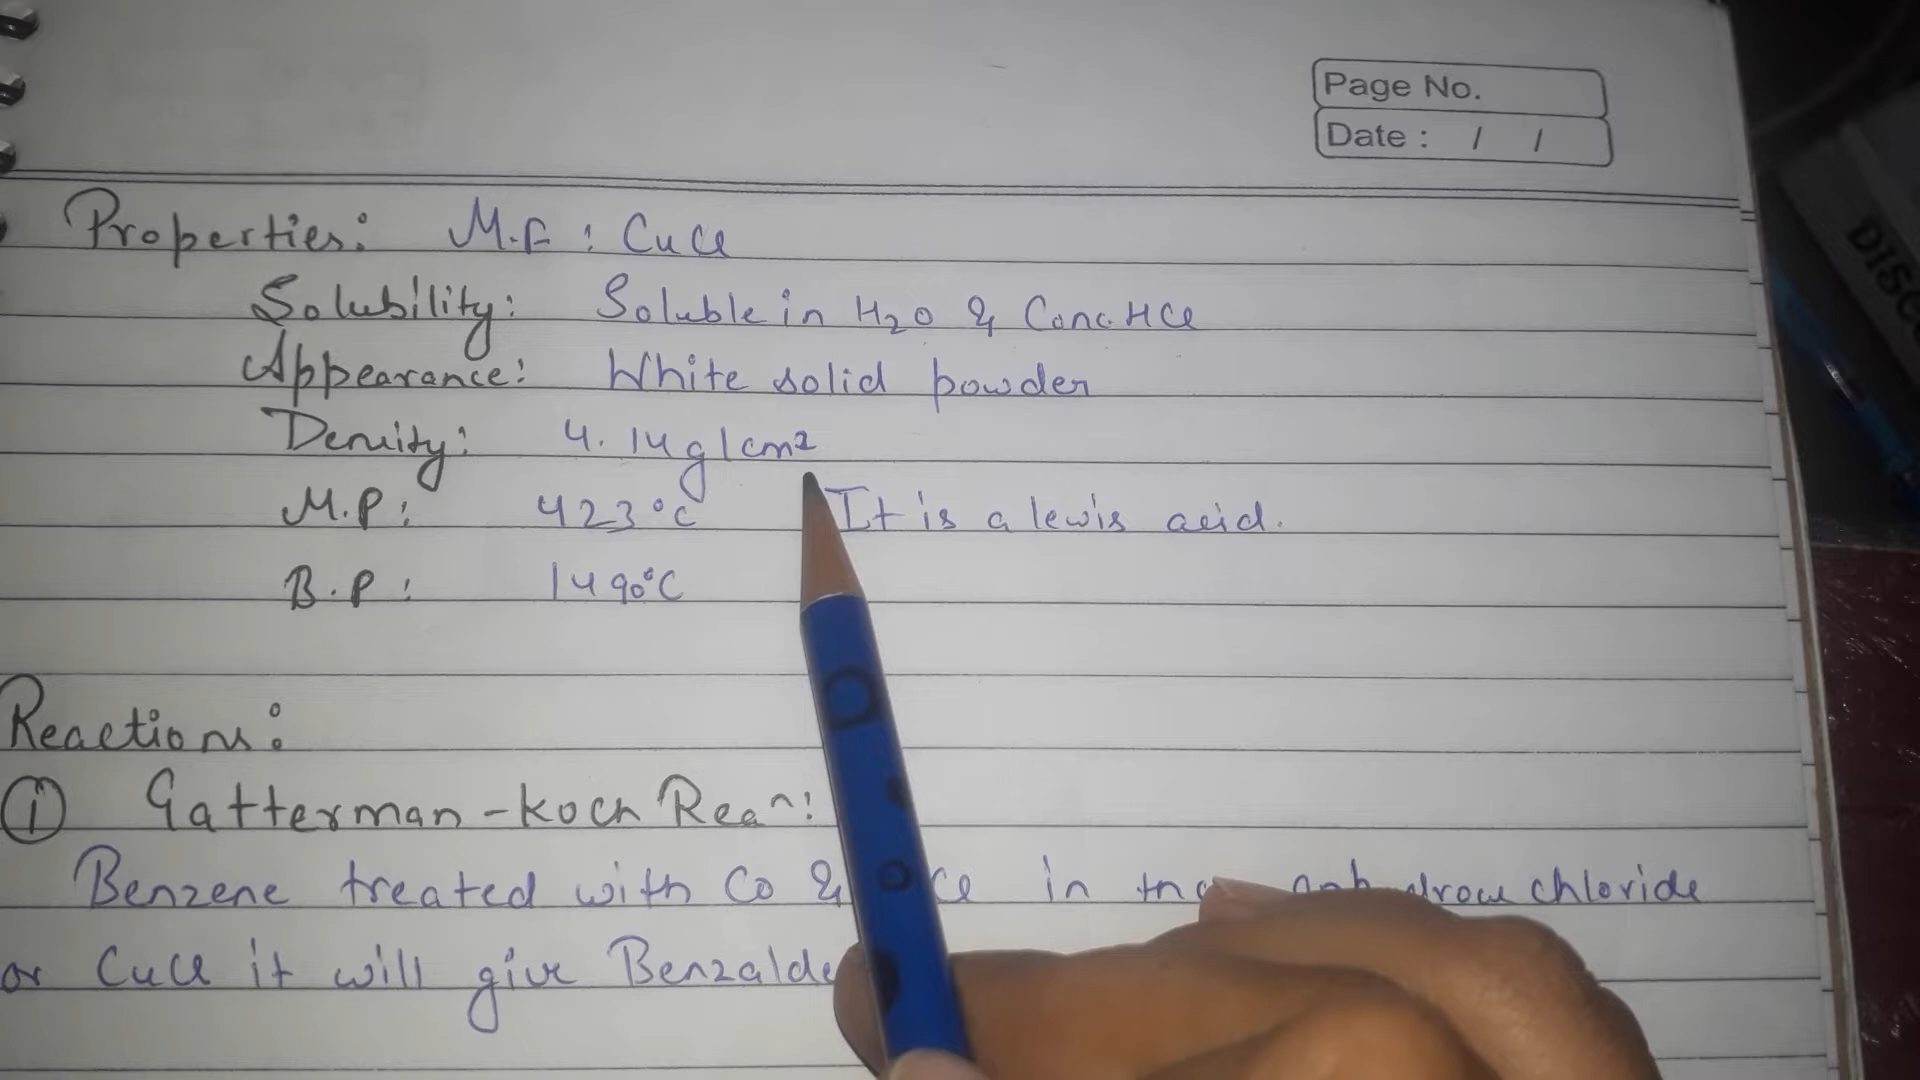 Page No.
Date : / /
Properties: M.F : CuCl
Solubility: Soluble in H2O & Conc. HCl
Appearance: White solid powder
Density: 4.14 g/cm2
M.P: 423°C It is a lewis acid.
B.P: 1490°C
Reactions:
① Gatterman-Koch Rean:
Benzene treated with CO & Cl in chloride
or CuCl it will give Benzalde
DISC